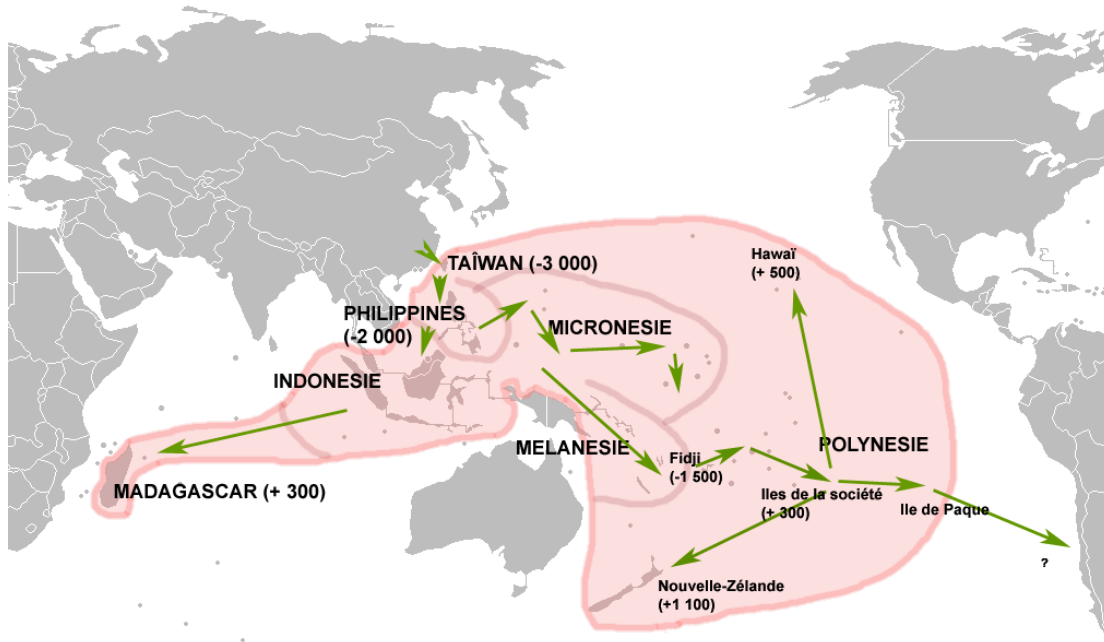 Hawaï
(+ 500)
TAÎWAN (-3 000)
PHILIPPINES
(-2 000)
MICRONESIE
INDONESIE
MELANESIE
POLYNESIE
Fidji
(-1 500)
MADAGASCAR (+ 300)
Iles de la société
(+ 300)
Ile de Paque
?
Nouvelle-Zélande
(+1 100)